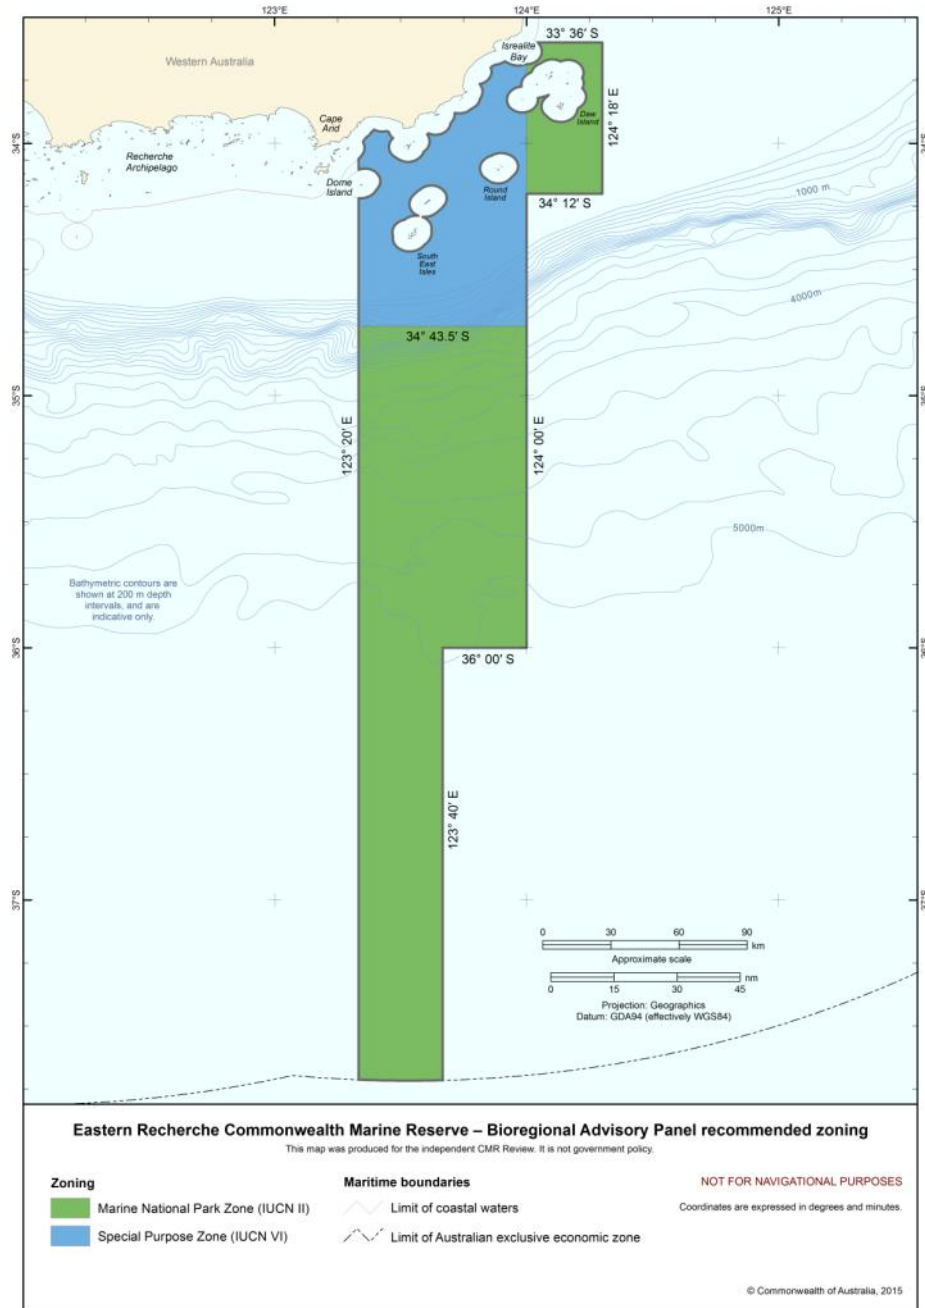 123°E
124°E
125°E
33° 36' S
Isrealite
Bay
Western Australia
124° 18' E
Daw
Island
Cape
Arid
34°S
34°S
Recherche
Archipelago
Dome
Island
Round
Island
34° 12' S
1000 m
South
East
Isles
4000m
34° 43.5' S
35°S
35°S
123° 20' E
124° 00' E
5000m
Bathymetric contours are
shown at 200 m depth
intervals, and are
indicative only.
36°S
36°S
36° 00' S
123° 40' E
37°S
37°S
0 30 60 90
km
Approximate scale
nm
0 15 30 45
Projection: Geographics
Datum: GDA94 (effectively WGS84)
Eastern Recherche Commonwealth Marine Reserve – Bioregional Advisory Panel recommended zoning
This map was produced for the independent CMR Review. It is not government policy.
Zoning
Marine National Park Zone (IUCN II)
Special Purpose Zone (IUCN VI)
Maritime boundaries
Limit of coastal waters
Limit of Australian exclusive economic zone
NOT FOR NAVIGATIONAL PURPOSES
Coordinates are expressed in degrees and minutes.
© Commonwealth of Australia, 2015